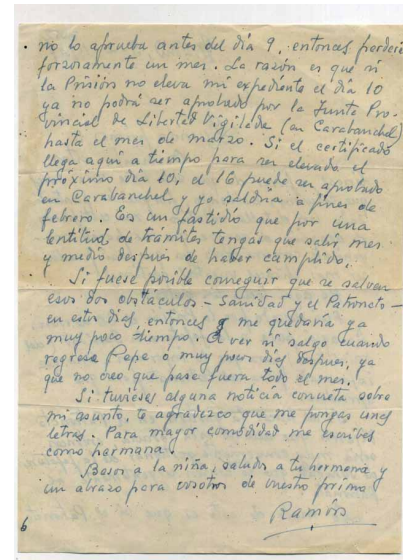 no lo aprueba antes del día 9, entonces perderé
forzosamente un mes. La razón es que si
la Prisión no eleva mi expediente el día 10
ya no podrá ser aprobado por la Junta Pro-
vincial de Libertad Vigilada (en Carabanchel)
hasta el mes de marzo. Si el certificado
llega aquí a tiempo para ser elevado el
próximo día 10, el 16 puede ser aprobado
en Carabanchel y yo saldría a fines de
febrero. Es un fastidio que por una
lentitud de trámites tengas que salir mes
y medio después de haber cumplido.
Si fuese posible conseguir que se salvasen
esos dos obstáculos - Sanidad y el Patronato -
en estos días, entonces me quedaría ya
muy poco tiempo. A ver si salgo cuando
regrese Pepe o muy pocos días después, ya
que no creo que pase fuera todo el mes.
Si tuvieses alguna noticia concreta sobre
mi asunto, te agradezco que me pongas unas
letras. Para mayor comodidad me escribes
como hermana.
Besos a la niña, saludos a tu hermana y
un abrazo para vosotros de vuestro primo
Ramón
6